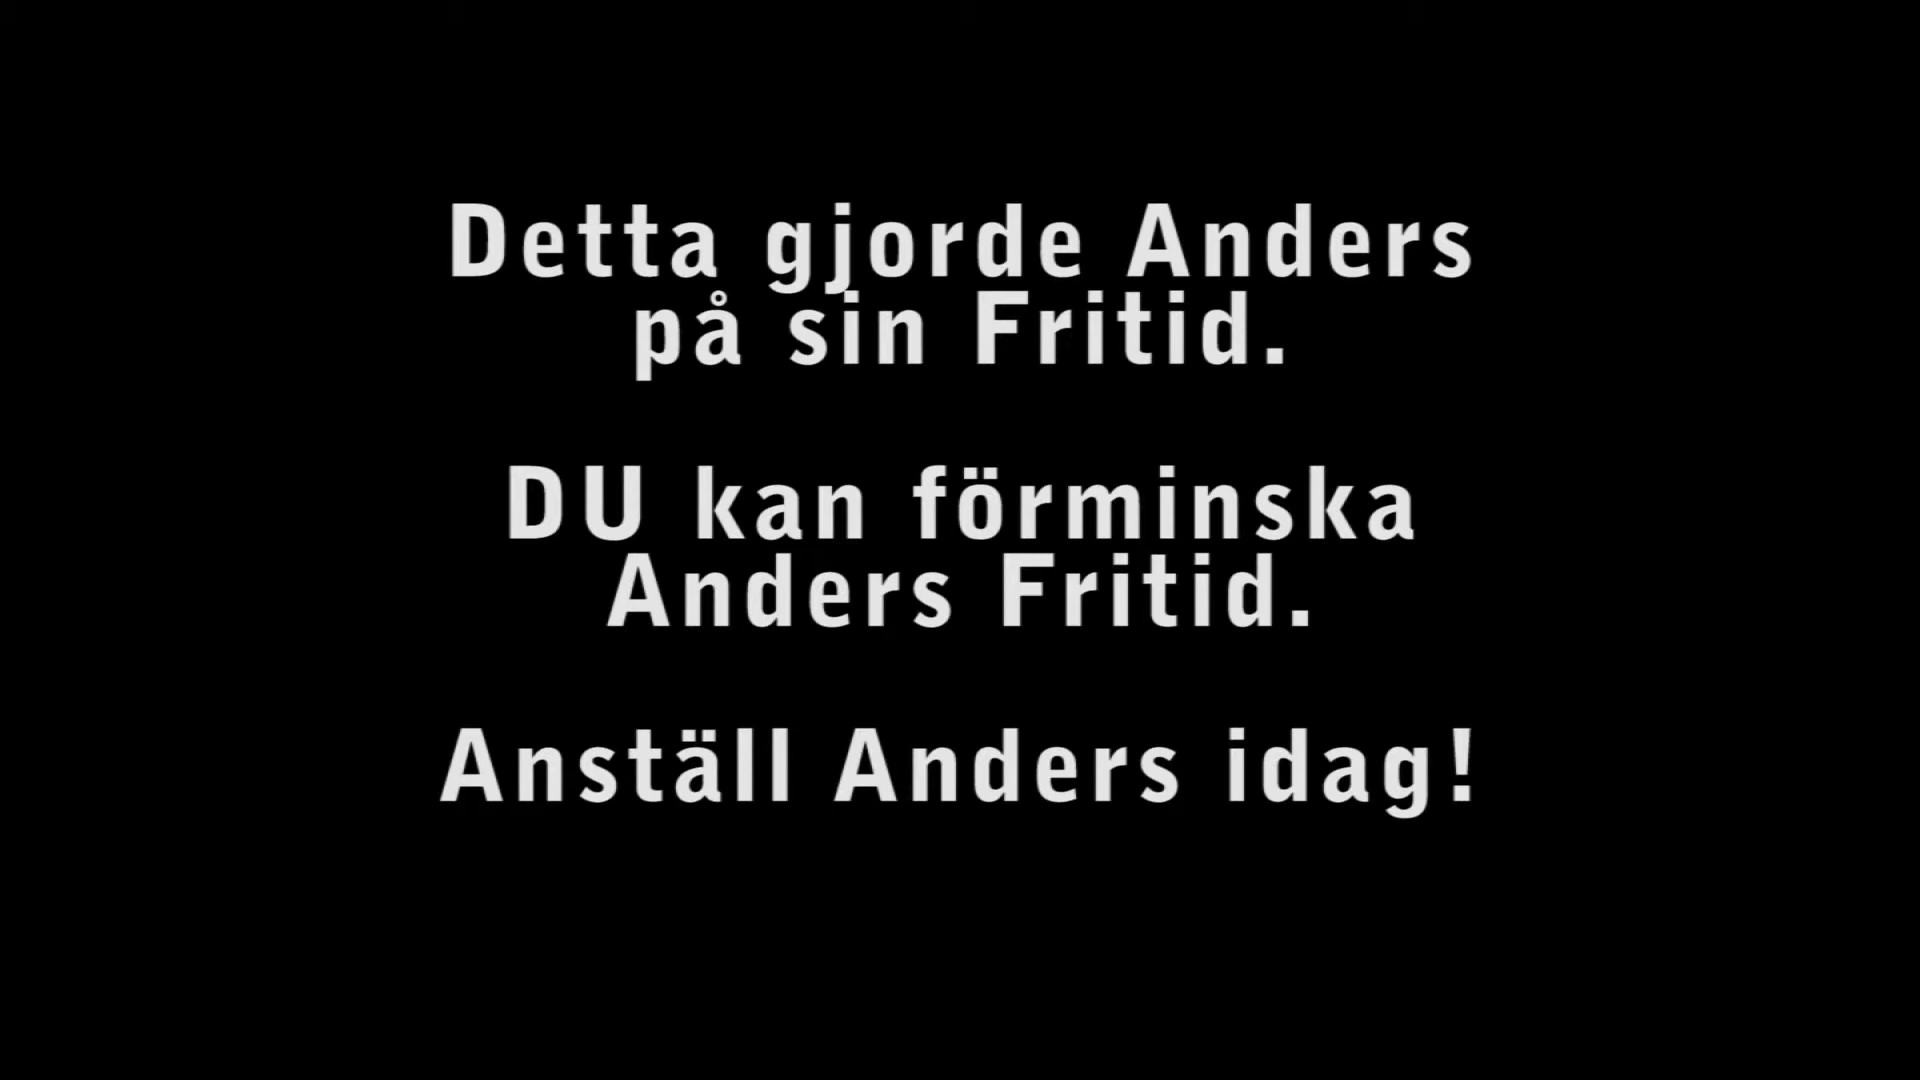 Detta gjorde Anders
på sin Fritid.
DU kan förminska
Anders Fritid.
Anställ Anders idag!